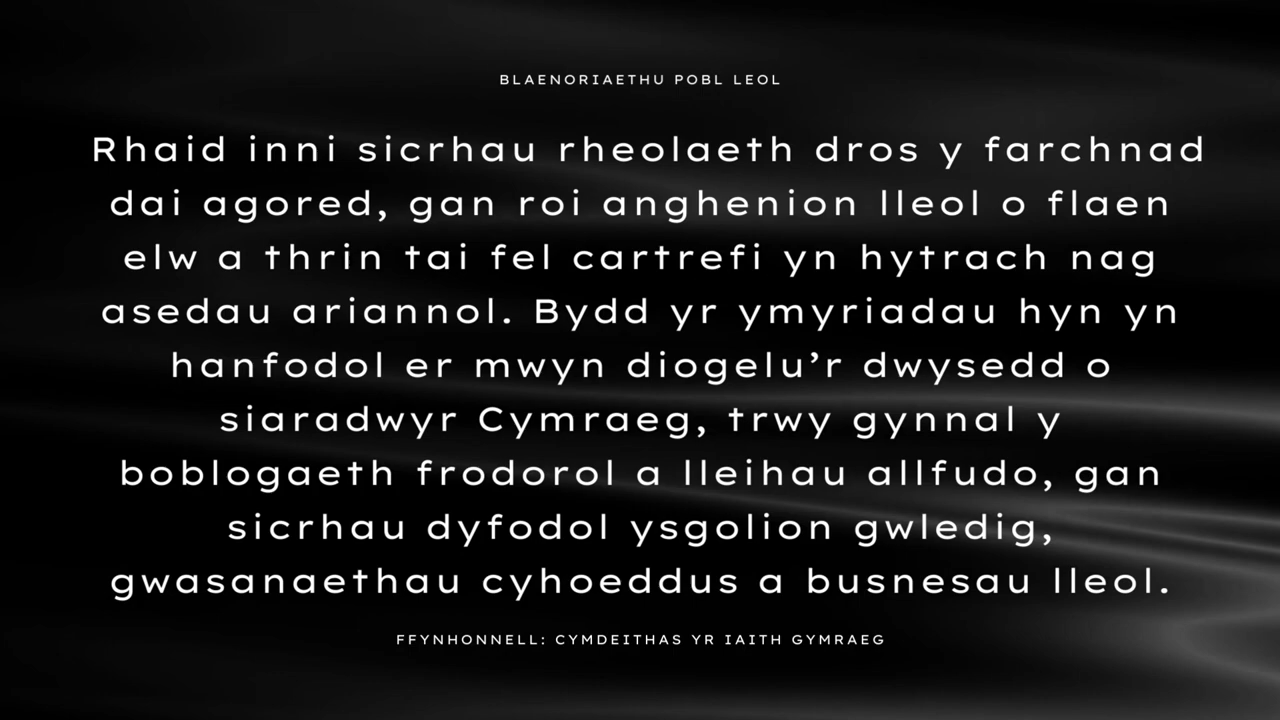 BLAENORIAETHU POBL LEOL
Rhaid inni sicrhau rheolaeth dros y farchnad
dai agored, gan roi anghenion lleol o flaen
elw a thrin tai fel cartrefi yn hytrach nag
asedau ariannol. Bydd yr ymyriadau hyn yn
hanfodol er mwyn diogelu’r dwysedd o
siaradwyr Cymraeg, trwy gynnal y
boblogaeth frodorol a lleihau allfudo, gan
sicrhau dyfodol ysgolion gwledig,
gwasanaethau cyhoeddus a busnesau lleol.
FFYNHONNELL: CYMDEITHAS YR IAITH GYMRAEG